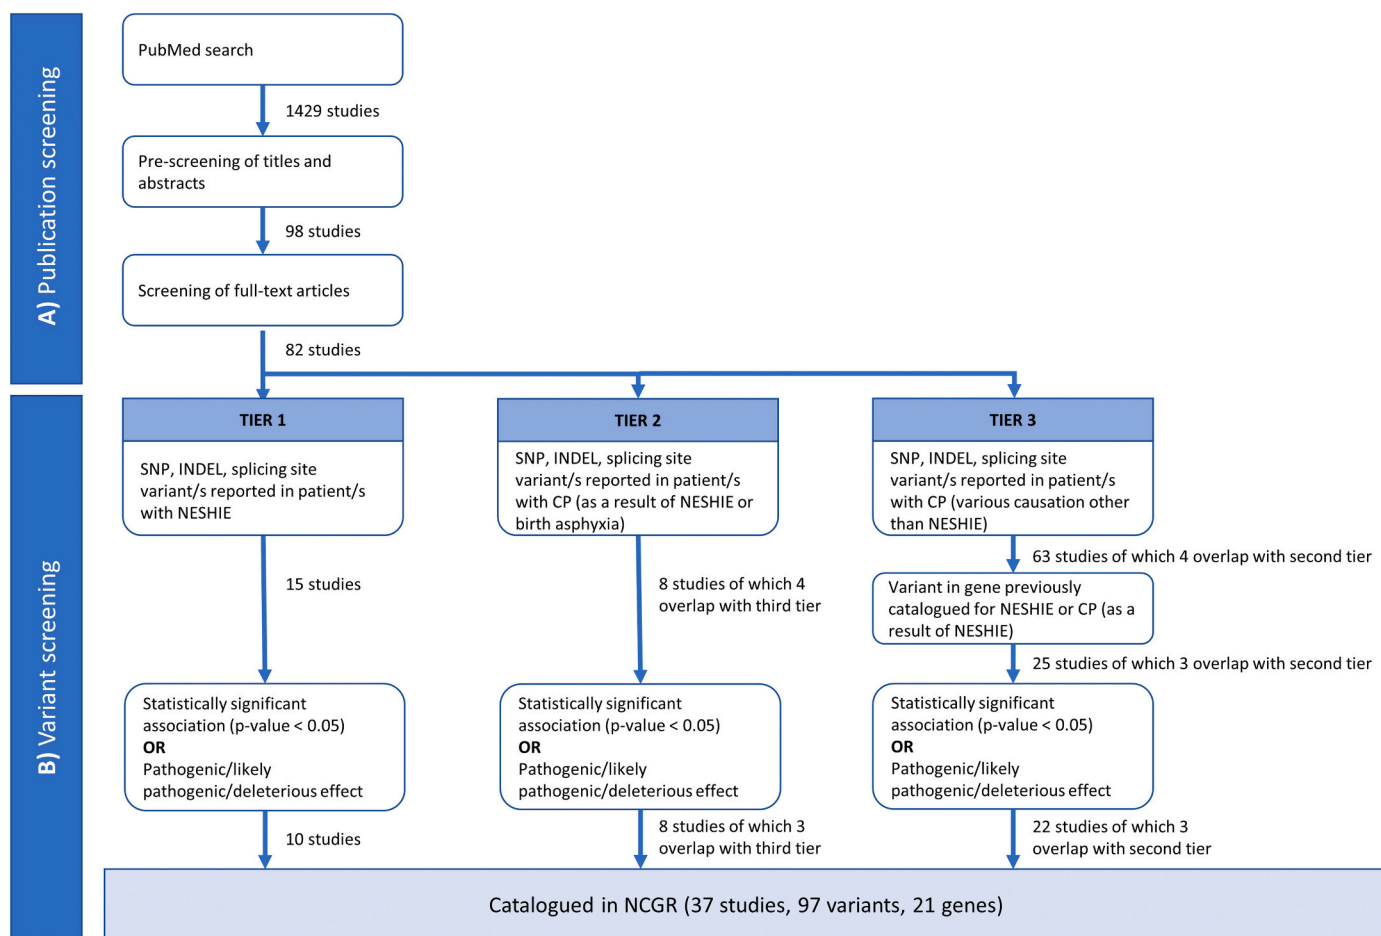 A) Publication screening
PubMed search
1429 studies
Pre-screening of titles and
abstracts
98 studies
Screening of full-text articles
82 studies
B) Variant screening
TIER 1
SNP, INDEL, splicing site
variant/s reported in patient/s
with NESHIE
15 studies
Statistically significant
association (p-value < 0.05)
OR
Pathogenic/likely
pathogenic/deleterious effect
10 studies
TIER 2
SNP, INDEL, splicing site
variant/s reported in patient/s
with CP (as a result of NESHIE or
birth asphyxia)
8 studies of which 4
overlap with third tier
Statistically significant
association (p-value < 0.05)
OR
Pathogenic/likely
pathogenic/deleterious effect
8 studies of which 3
overlap with third tier
TIER 3
SNP, INDEL, splicing site
variant/s reported in patient/s
with CP (various causation other
than NESHIE)
63 studies of which 4 overlap with second tier
Variant in gene previously
catalogued for NESHIE or CP (as a
result of NESHIE)
25 studies of which 3 overlap with second tier
Statistically significant
association (p-value < 0.05)
OR
Pathogenic/likely
pathogenic/deleterious effect
22 studies of which 3
overlap with second tier
Catalogued in NCGR (37 studies, 97 variants, 21 genes)